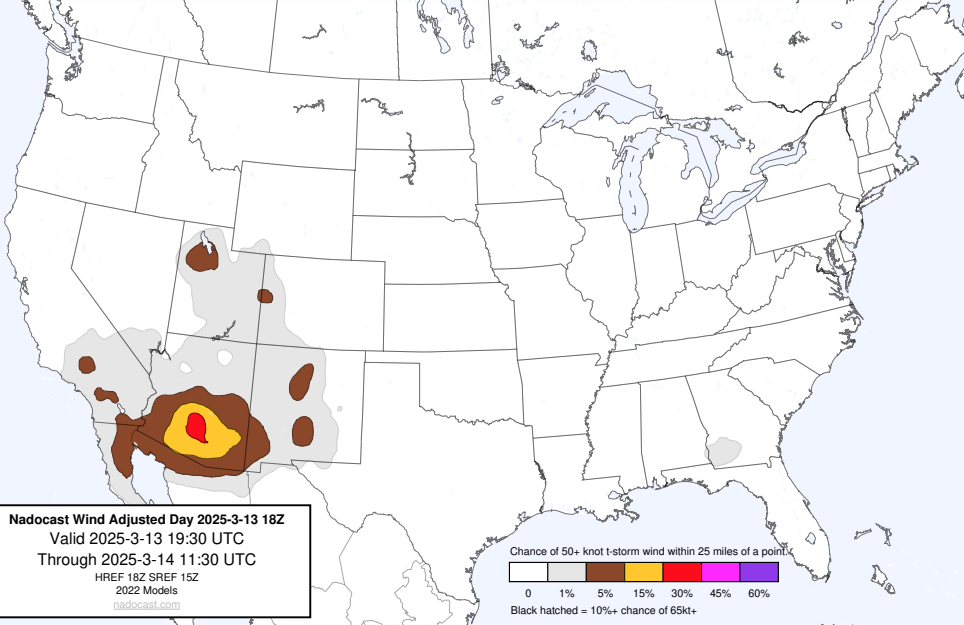 Nadocast Wind Adjusted Day 2025-3-13 18Z
Valid 2025-3-13 19:30 UTC
Through 2025-3-14 11:30 UTC
HREF 18Z SREF 15Z
2022 Models
nadocast.com
Chance of 50+ knot t-storm wind within 25 miles of a point.
0 1% 5% 15% 30% 45% 60%
Black hatched = 10%+ chance of 65kt+